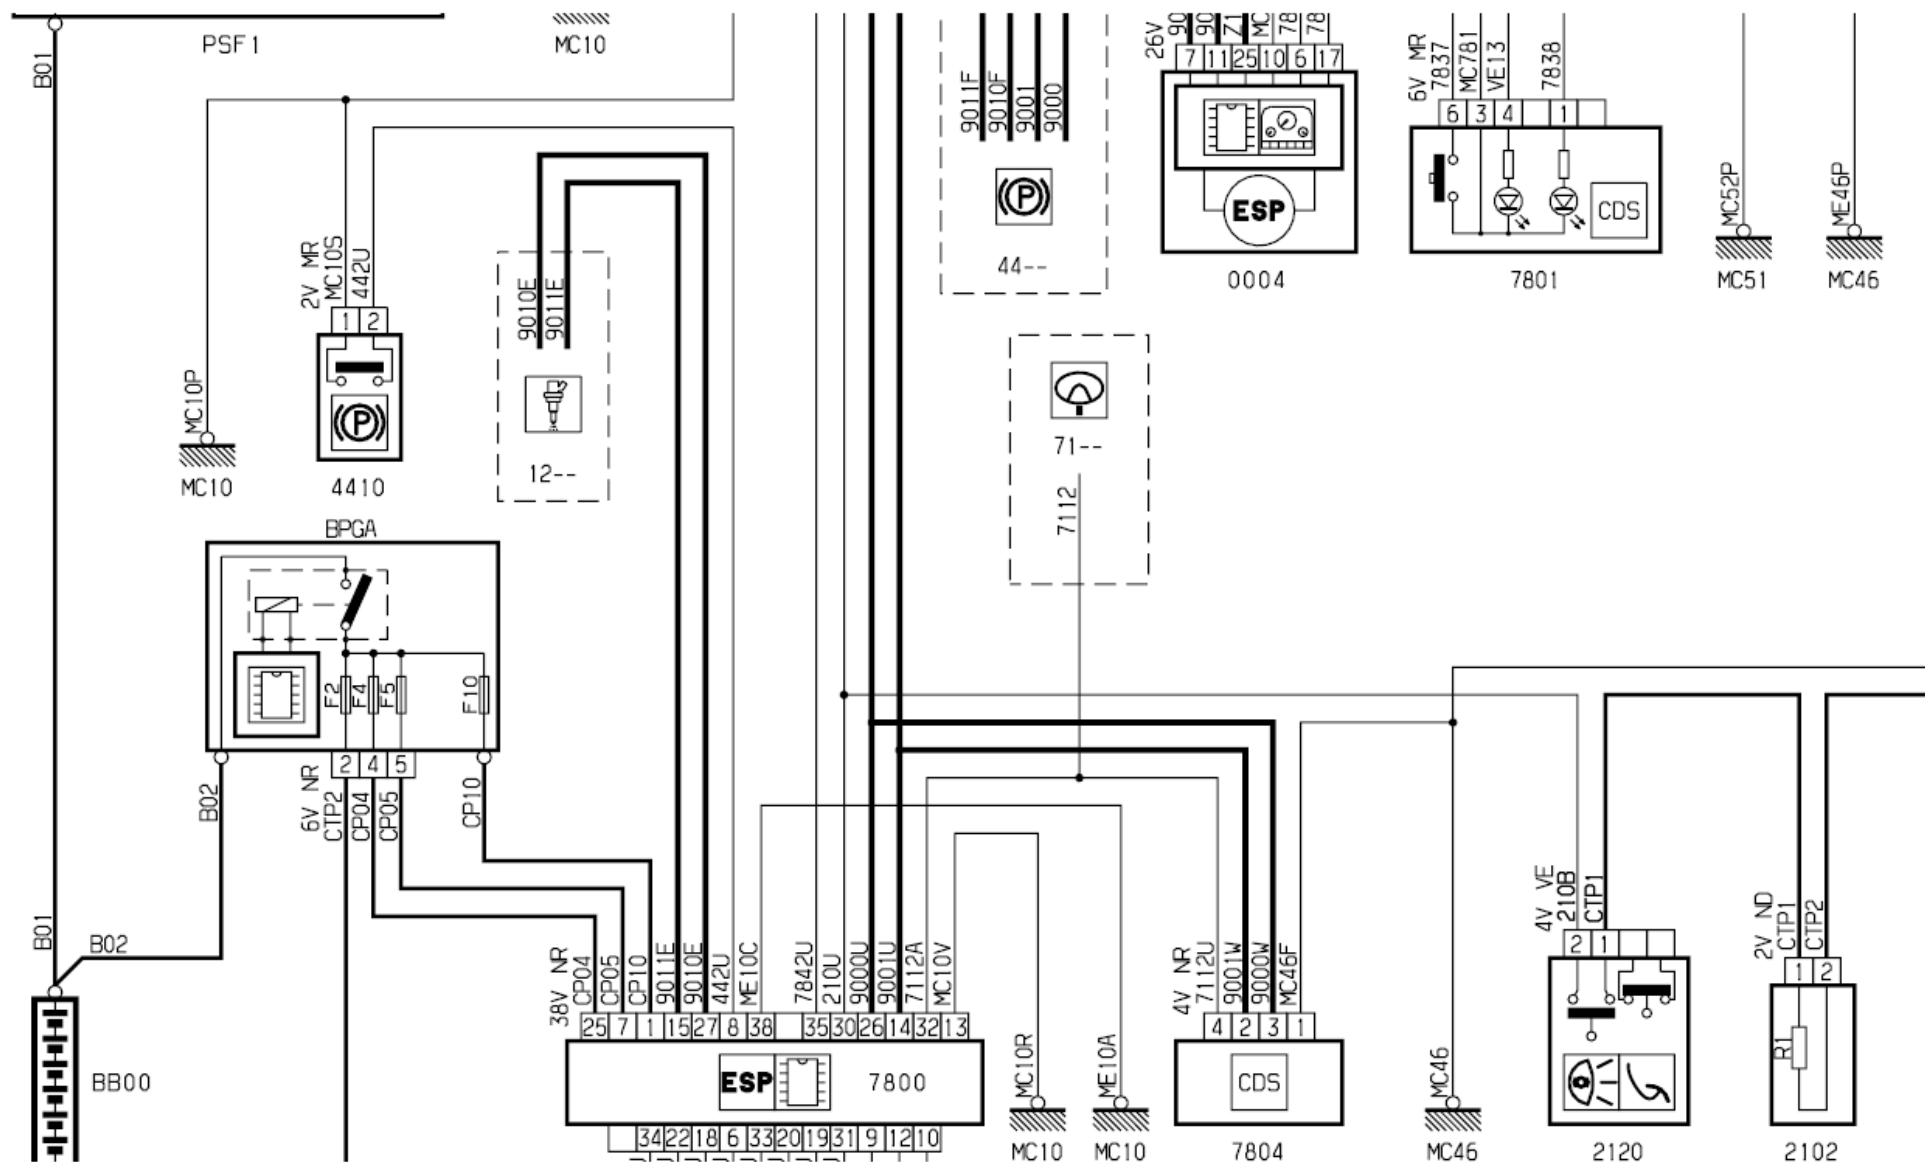 PSF1
MC10
B01
9011F
9010F
9001
9000
44--
26V
90
90
Z1
MC
78
78
7 11 25 10 6 17
ESP
0004
6V MR
7837
MC781
VE13
7838
6 3 4 1
CDS
7801
MC52P
MC51
ME46P
MC46
2V MR
MC10S
442U
1 2
P
4410
MC10P
MC10
9010E
9011E
12--
P
71--
7112
BPGA
F2
F4
F5
F10
2 4 5
6V NR
CTP2
CP04
CP05
CP10
B02
B01
B02
BB00
38V NR
CP04
CP05
CP10
9011E
9010E
442U
ME10C
7842U
210U
9000U
9001U
7112A
MC10V
25 7 1 15 27 8 38 35 30 26 14 32 13
ESP
7800
34 22 18 6 33 20 19 31 9 12 10
MC10R
MC10
ME10A
MC10
4V NR
7112U
9001W
9000W
MC46F
4 2 3 1
CDS
7804
MC46
MC46
4V VE
210B
CTP1
2 1
2120
2V ND
CTP1
CTP2
1 2
R1
2102